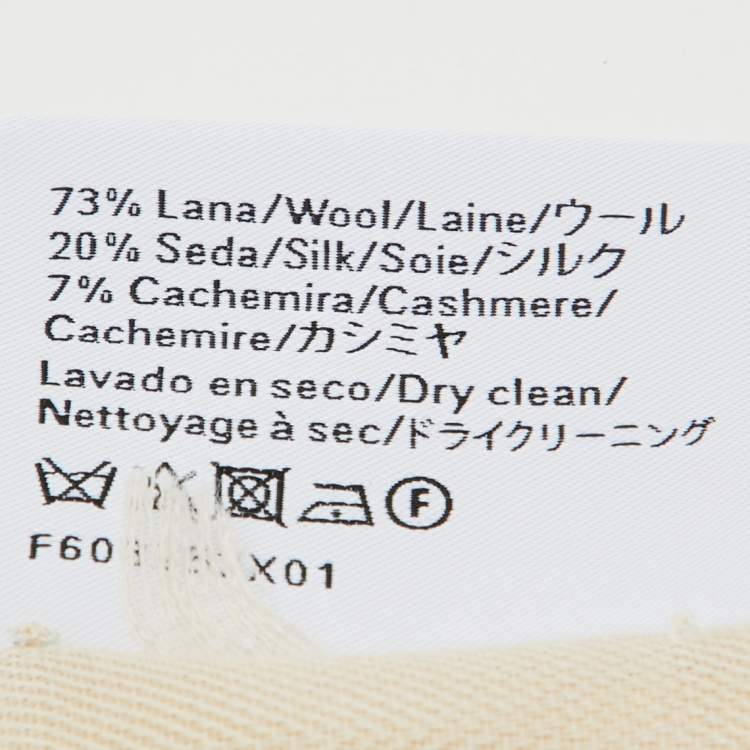 73% Lana/Wool/Laine/ウール
20% Seda/Silk/Soie/シルク
7% Cachemira/Cashmere/
Cachemire/カシミヤ
Lavado en seco/Dry clean/
Nettoyage à sec/ドライクリーニング
F